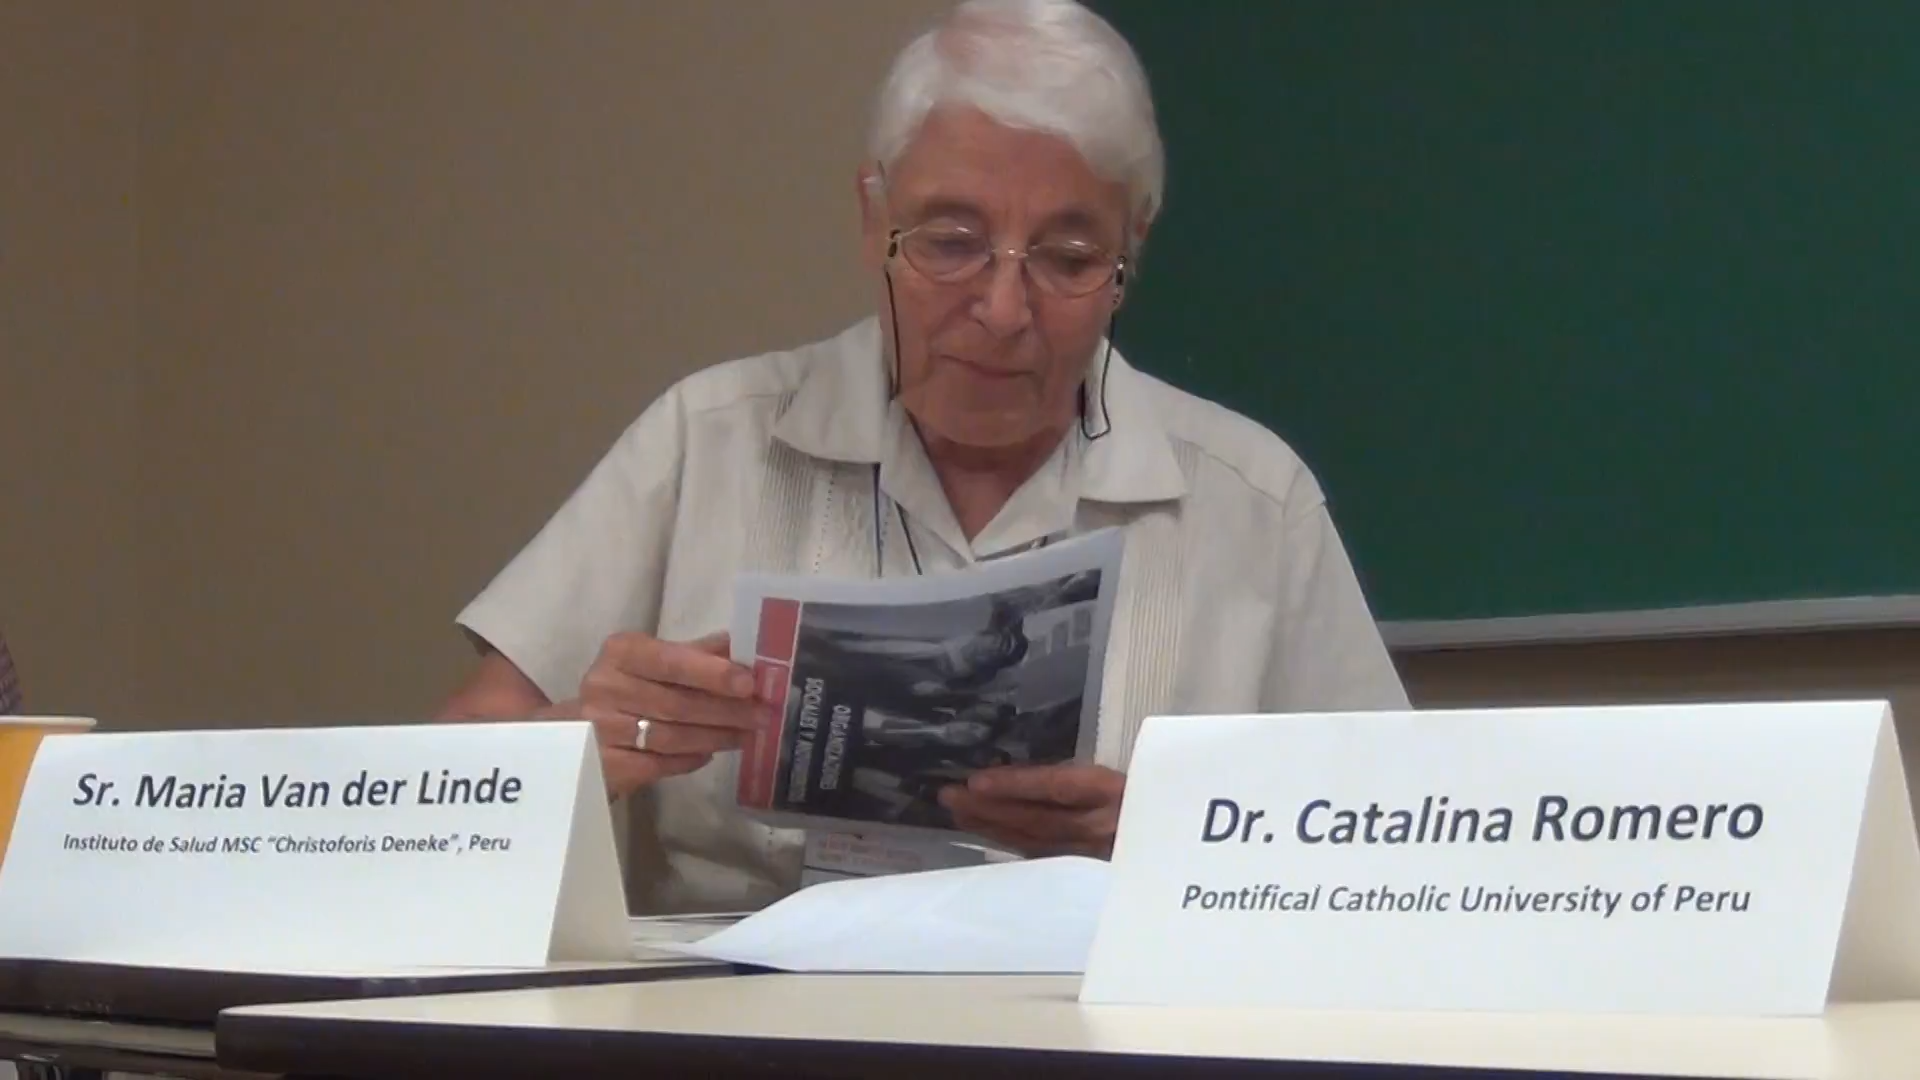 Sr. Maria Van der Linde
Instituto de Salud MSC "Christoforis Deneke", Peru
Dr. Catalina Romero
Pontifical Catholic University of Peru
ORGANIZACIONES
SOCIALES Y